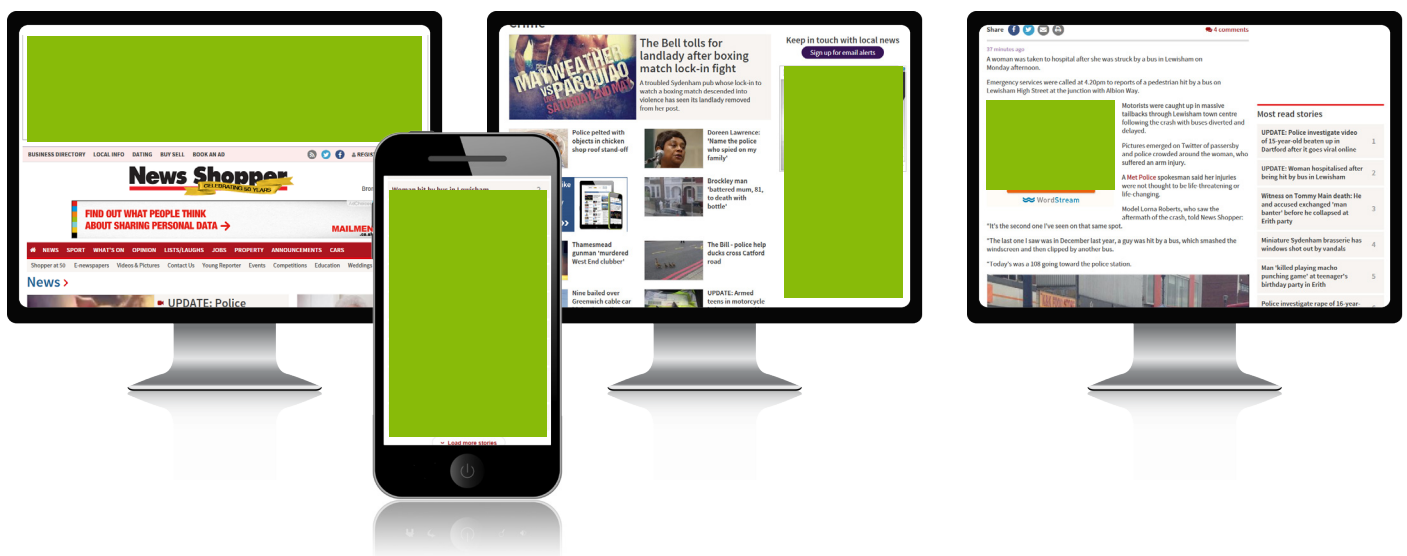 BUSINESS DIRECTORY LOCAL INFO DATING BUY SELL BOOK AN AD
News Shopper
CELEBRATING 50 YEARS
FIND OUT WHAT PEOPLE THINK
ABOUT SHARING PERSONAL DATA →
NEWS SPORT WHAT'S ON OPINION LISTS/LAUGHS JOBS PROPERTY ANNOUNCEMENTS CARS
Shopper at 50 E-newspapers Videos & Pictures Contact Us Young Reporter Events Competitions Education Weddings
News >
UPDATE: Police
Load more stories
MAYWEATHER
VS PACQUIAO
SATURDAY 2ND MAY
The Bell tolls for
landlady after boxing
match lock-in fight
A troubled Sydenham pub whose lock-in to
watch a boxing match descended into
violence has seen its landlady removed
from her post.
Police pelted with
objects in chicken
shop roof stand-off
Doreen Lawrence:
'Name the police
who spied on my
family'
Brockley man
'battered mum, 81,
to death with
bottle'
Thamesmead
gunman 'murdered
West End clubber'
The Bill - police help
ducks cross Catford
road
Nine bailed over
Greenwich cable car
UPDATE: Armed
teens in motorcycle
Keep in touch with local news
Sign up for email alerts
Share
4 comments
37 minutes ago
A woman was taken to hospital after she was struck by a bus in Lewisham on
Monday afternoon.
Emergency services were called at 4.20pm to reports of a pedestrian hit by a bus on
Lewisham High Street at the junction with Albion Way.
Motorists were caught up in massive
tailbacks through Lewisham town centre
following the crash with buses diverted and
delayed.
Pictures emerged on Twitter of passersby
and police crowded around the woman, who
suffered an arm injury.
A Met Police spokesman said her injuries
were not thought to be life threatening or
life-changing.
WordStream
Model Lorna Roberts, who saw the
aftermath of the crash, told News Shopper:
"It's the second one I've seen on that same spot.
"The last one I saw was in December last year, a guy was hit by a bus, which smashed the
windscreen and then clipped by another bus.
"Today's was a 108 going toward the police station.
Most read stories
UPDATE: Police investigate video
of 15-year-old beaten up in
Dartford after it goes viral online
1
UPDATE: Woman hospitalised after
being hit by bus in Lewisham
2
Witness on Tommy Main death: He
and accused exchanged 'man
banter' before he collapsed at
Erith party
3
Miniature Sydenham brasserie has
windows shot out by vandals
4
Man 'killed playing macho
punching game' at teenager's
birthday party in Erith
5
Police investigate rape of 16-year-